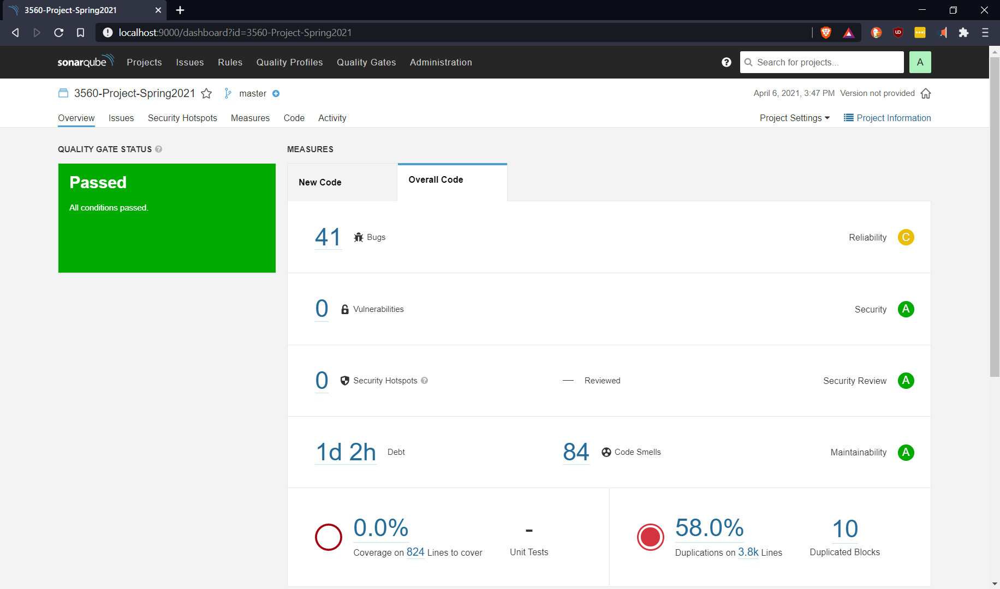 3560-Project-Spring2021
localhost:9000/dashboard?id=3560-Project-Spring2021
sonarqube Projects Issues Rules Quality Profiles Quality Gates Administration ? Search for projects... A
3560-Project-Spring2021 master April 6, 2021, 3:47 PM Version not provided
Overview Issues Security Hotspots Measures Code Activity Project Settings Project Information
QUALITY GATE STATUS ? MEASURES
Passed
All conditions passed.
New Code Overall Code
41 Bugs Reliability C
0 Vulnerabilities Security A
0 Security Hotspots ? — Reviewed Security Review A
1d 2h Debt 84 Code Smells Maintainability A
0.0% - 58.0% 10
Coverage on 824 Lines to cover Unit Tests Duplications on 3.8k Lines Duplicated Blocks